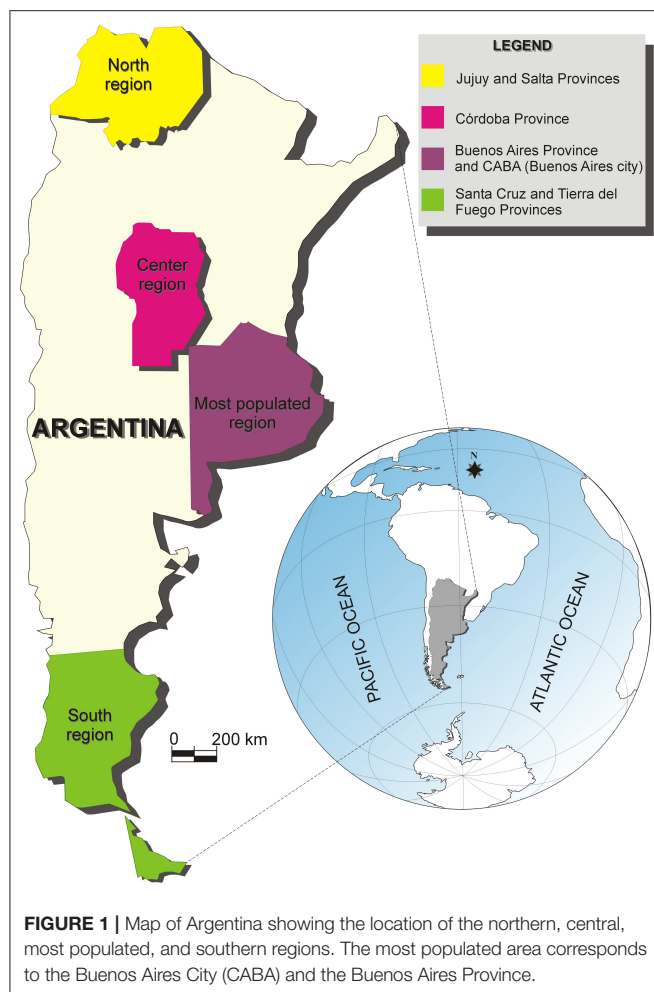 North
region
LEGEND
Jujuy and Salta Provinces
Córdoba Province
Buenos Aires Province
and CABA (Buenos Aires city)
Santa Cruz and Tierra del
Fuego Provinces
Center
region
Most populated
region
ARGENTINA
N
PACIFIC OCEAN
ATLANTIC OCEAN
South
region
0 200 km
FIGURE 1 | Map of Argentina showing the location of the northern, central,
most populated, and southern regions. The most populated area corresponds
to the Buenos Aires City (CABA) and the Buenos Aires Province.